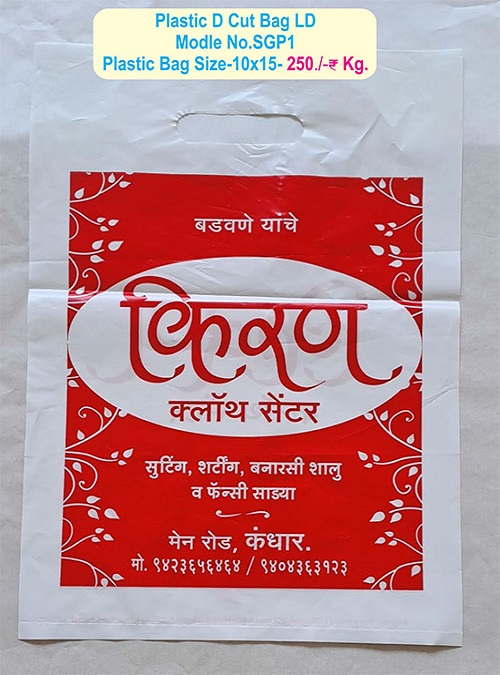 Plastic D Cut Bag LD
Modle No.SGP1
Plastic Bag Size-10x15- 250./-₹ Kg.
बडवणे यांचे
किरण
क्लॉथ सेंटर
सुटिंग, शर्टींग, बनारसी शालु
व फॅन्सी साड्या
मेन रोड, कंधार.
मो. ९४२३६५६४६४ / ९४०४३६३१२३